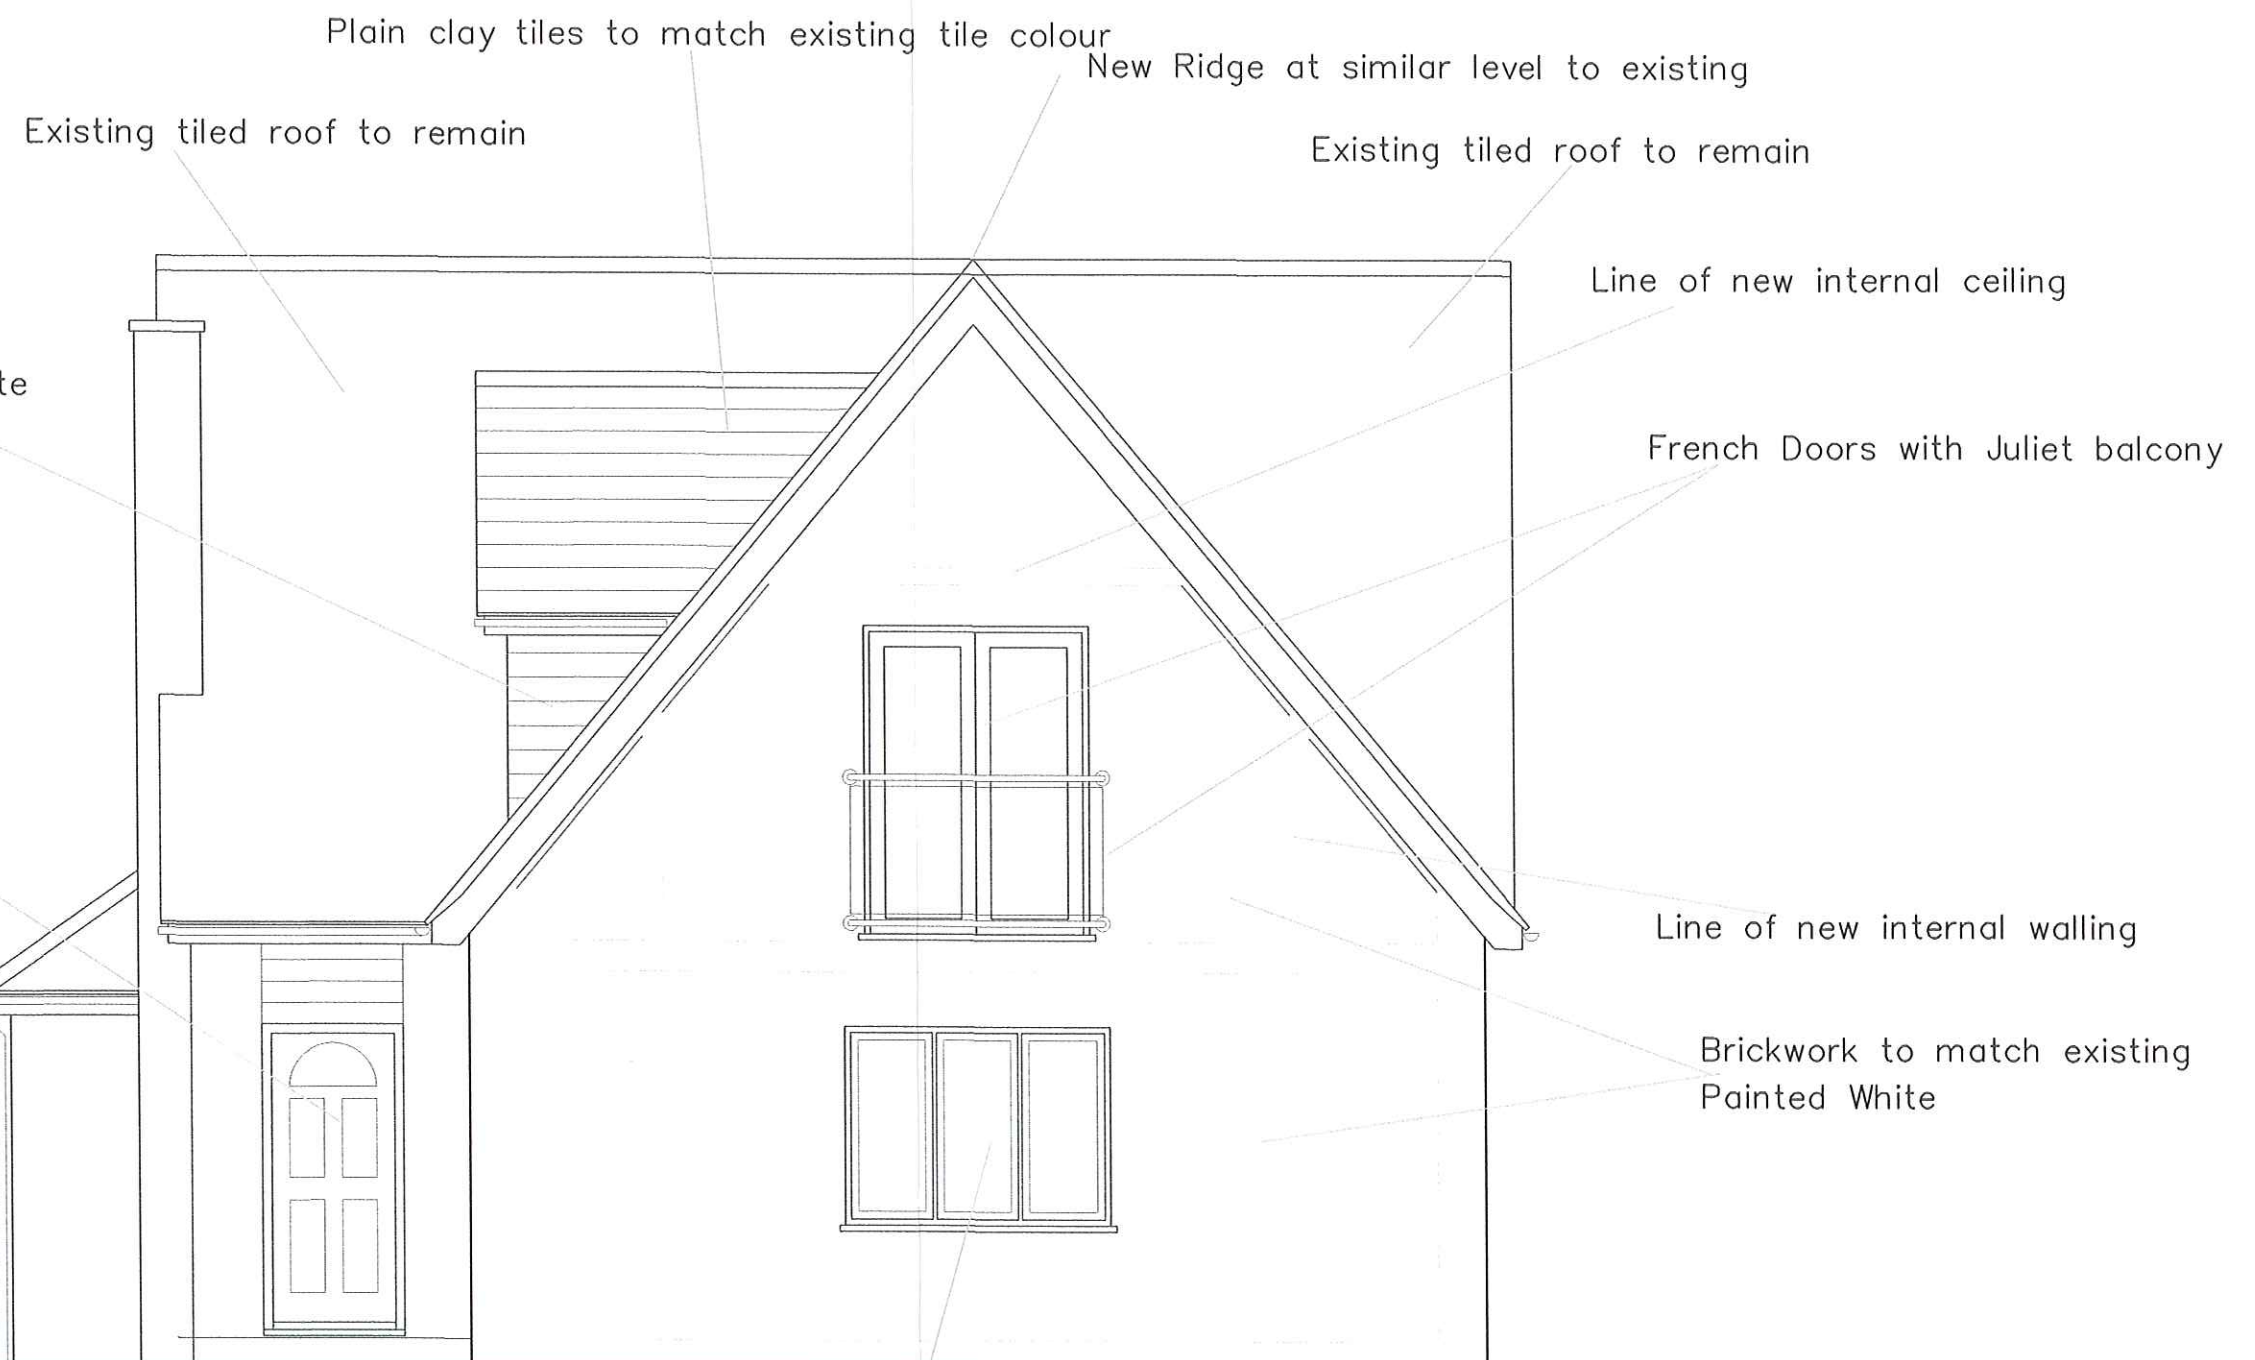 Plain clay tiles to match existing tile colour
New Ridge at similar level to existing
Existing tiled roof to remain
Existing tiled roof to remain
Line of new internal ceiling
te
French Doors with Juliet balcony
Line of new internal walling
Brickwork to match existing
Painted White